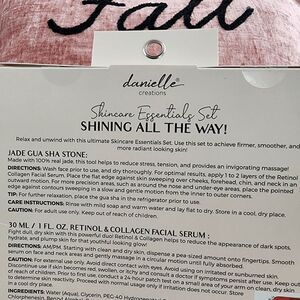 Fall
danielle®
creations
Skincare Essentials Set
SHINING ALL THE WAY!
Relax and unwind with this ultimate Skincare Essentials Set. Use this set to achieve firmer, smoother, and
more radiant looking skin!
JADE GUA SHA STONE:
Made with 100% real jade, this tool helps to reduce stress, tension, and provides an invigorating massage!
DIRECTIONS: Wash face prior to use, and dry thoroughly. For optimal results, apply 1 to 2 layers of the Retinol
Collagen Facial Serum. Place the flat edge against skin sweeping over cheeks, forehead, chin, and neck in an
outward motion. For more precision areas, such as around the nose and under-eye area, place the pointed
edge against contours sweeping in a slow and gentle motion from the inner to outer corners.
TIP: For further relaxation, place the gua sha in the refrigerator prior to use.
CARE INSTRUCTIONS: Rinse with mild soap and warm water and lay flat to dry. Store in a cool, dry place.
CAUTION: For adult use only. Keep out of reach of children.
30 ML / 1 FL. OZ. RETINOL & COLLAGEN FACIAL SERUM:
Fight dull, dry skin with this powerful duo! Retinol & Collagen helps to reduce the appearance of dark spots,
hydrate, and plump skin for that youthful looking glow!
DIRECTIONS: AM/PM. Starting with clean and dry skin, dispense a pea-sized amount onto fingertips. Smooth
over face and neck areas and gently massage in a circular motion until fully absorbed.
CAUTION: For external use only. Avoid direct contact with eyes. Avoid using on irritated or sunburned skin.
Discontinue use if skin becomes red, swollen, or itchy and consult a doctor if symptoms persist after use. Keep out
of reach of children. Prior to first use, conduct a 24-hour patch test on a small area of your skin to
determine skin reactivity. Proceed with normal usage only if irritation does not occur. Store in a cool, dry place.
INGREDIENTS: Water (Aqua), Glycerin, PEG-40 Hydrogenated